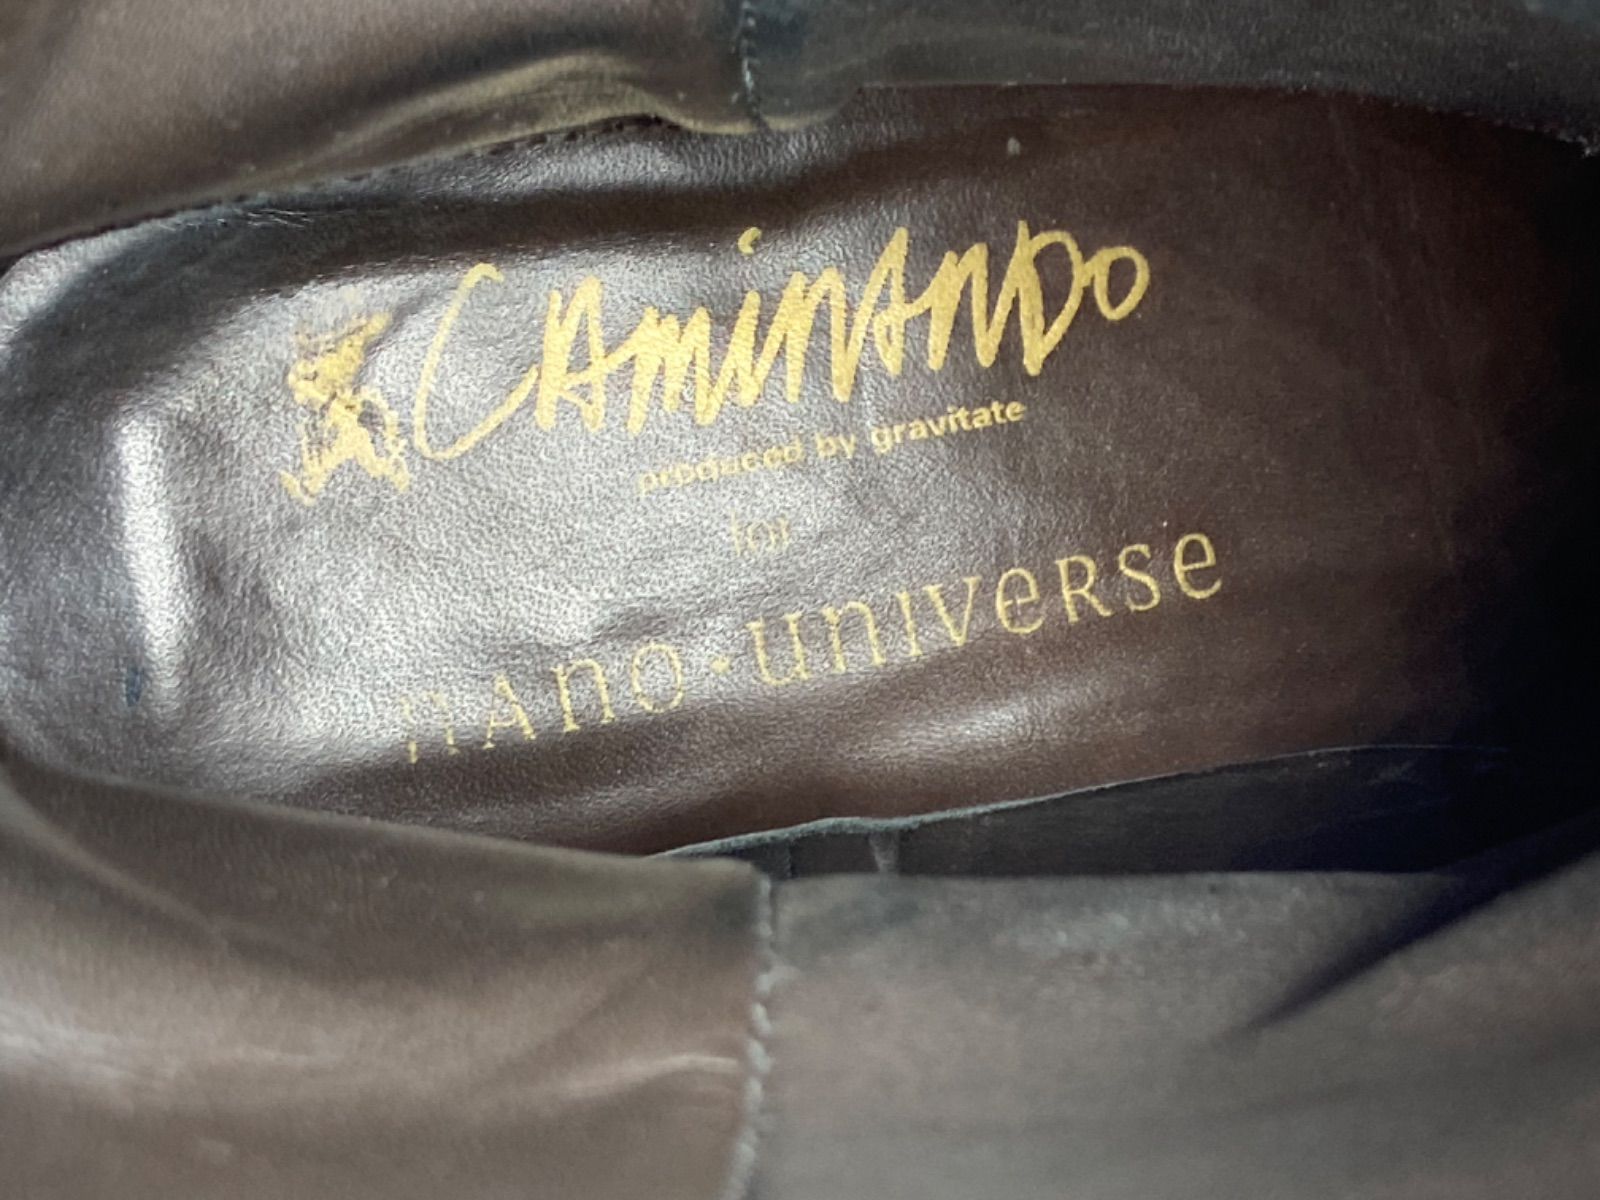 CAMiNANDO
produced by gravitate
for
nAno·unIveRse